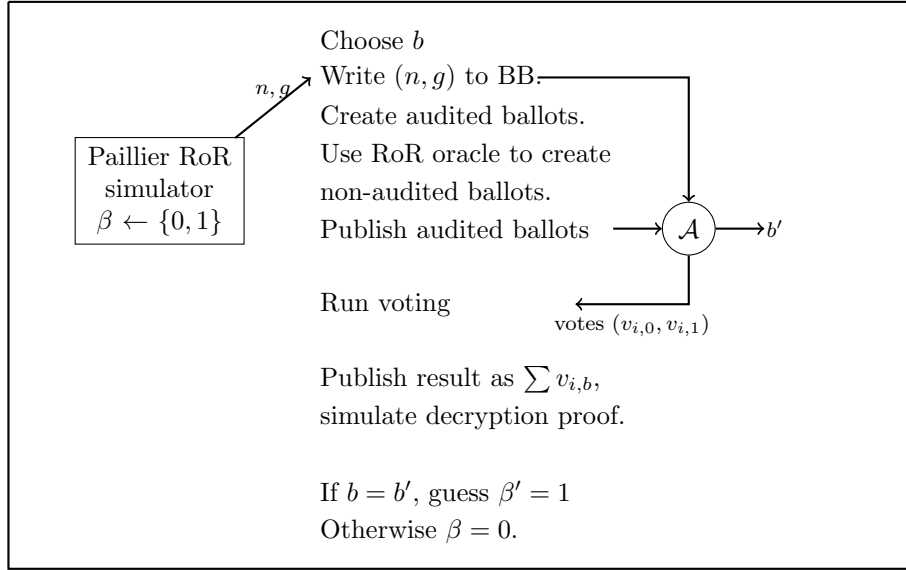 Choose b
Write (n, g) to BB.
n, g
Create audited ballots.
Paillier RoR
simulator
β ← {0, 1}
Use RoR oracle to create
non-audited ballots.
Publish audited ballots
𝒜
b′
Run voting
votes (v_{i,0}, v_{i,1})
Publish result as ∑ v_{i,b},
simulate decryption proof.
If b = b′, guess β′ = 1
Otherwise β = 0.